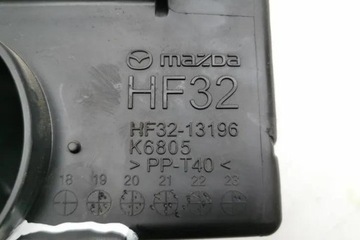 mazda
HF32
HF32-13196
K6805
>PP-T40<
18 19 20 21 22 23